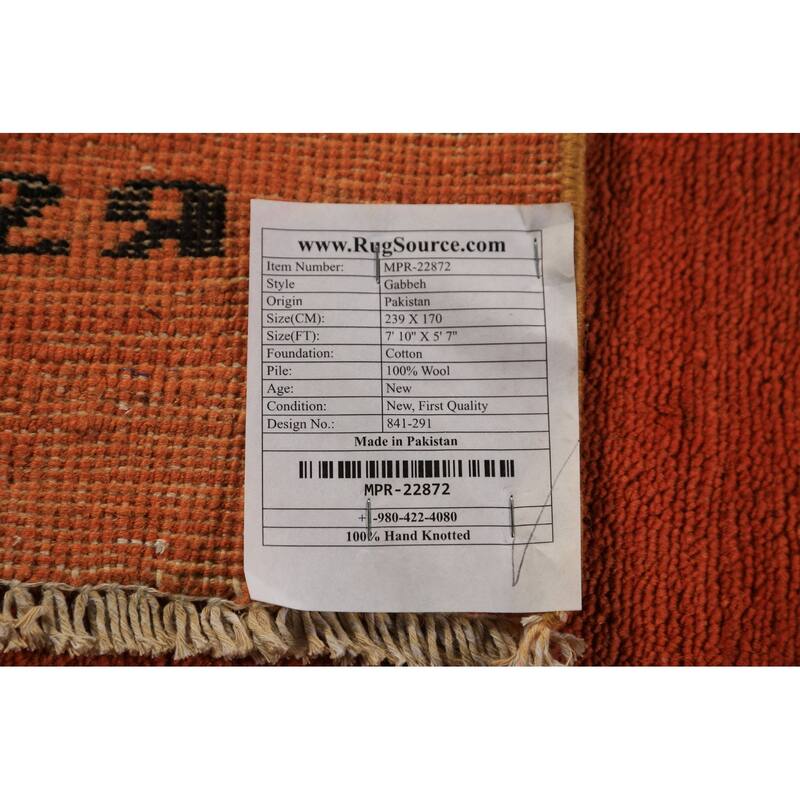 www.RugSource.com
Item Number: MPR-22872
Style Gabbeh
Origin Pakistan
Size(CM): 239 X 170
Size(FT): 7' 10" X 5' 7"
Foundation: Cotton
Pile: 100% Wool
Age: New
Condition: New, First Quality
Design No.: 841-291
Made in Pakistan
MPR-22872
+1-980-422-4080
100% Hand Knotted